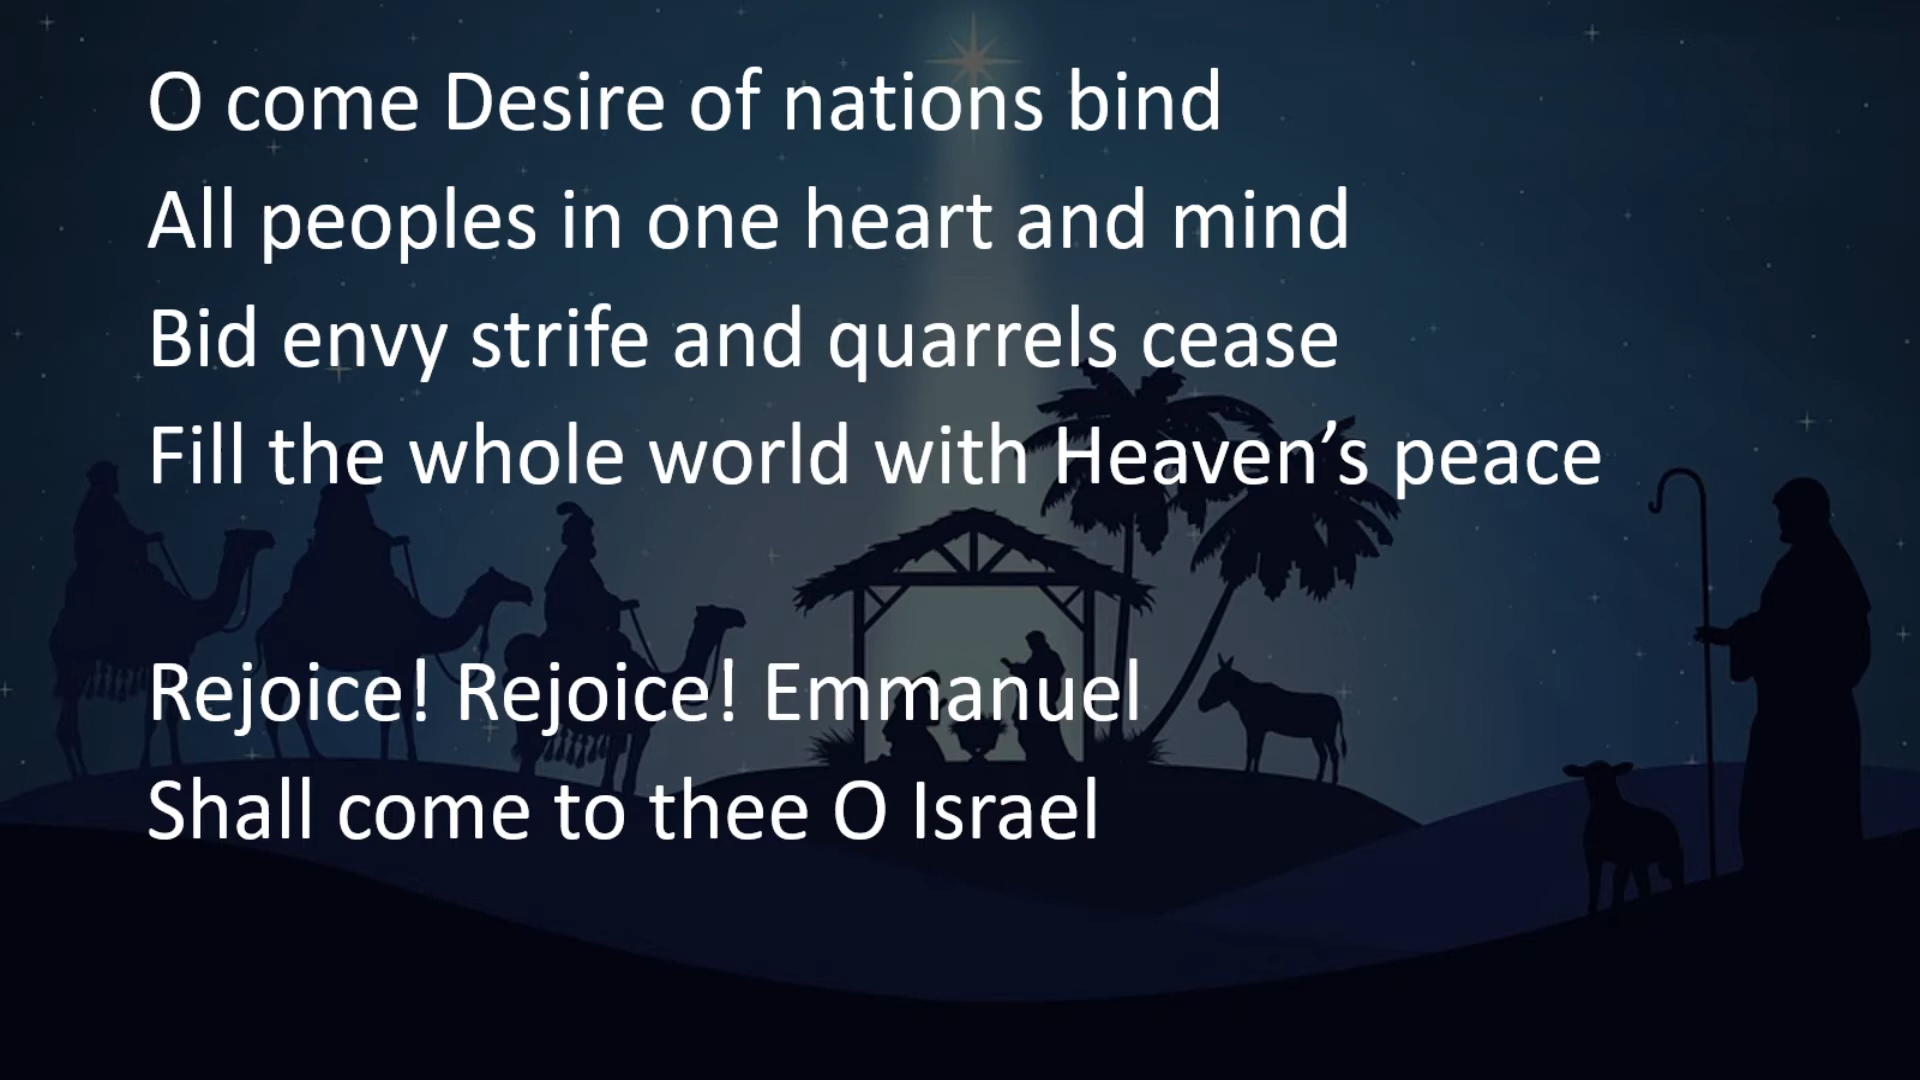 O come Desire of nations bind
All peoples in one heart and mind
Bid envy strife and quarrels cease
Fill the whole world with Heaven’s peace
Rejoice! Rejoice! Emmanuel
Shall come to thee O Israel